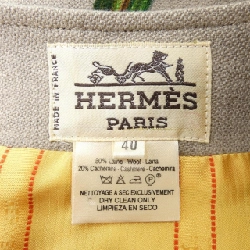 MADE IN FRANCE
HERMES
PARIS
40
80% Laine Wool Lana
20% Cachemire Cashmere Cachemira
NETTOYAGE A SEC EXCLUSIVEMENT
DRY CLEAN ONLY
LIMPIEZA EN SECO